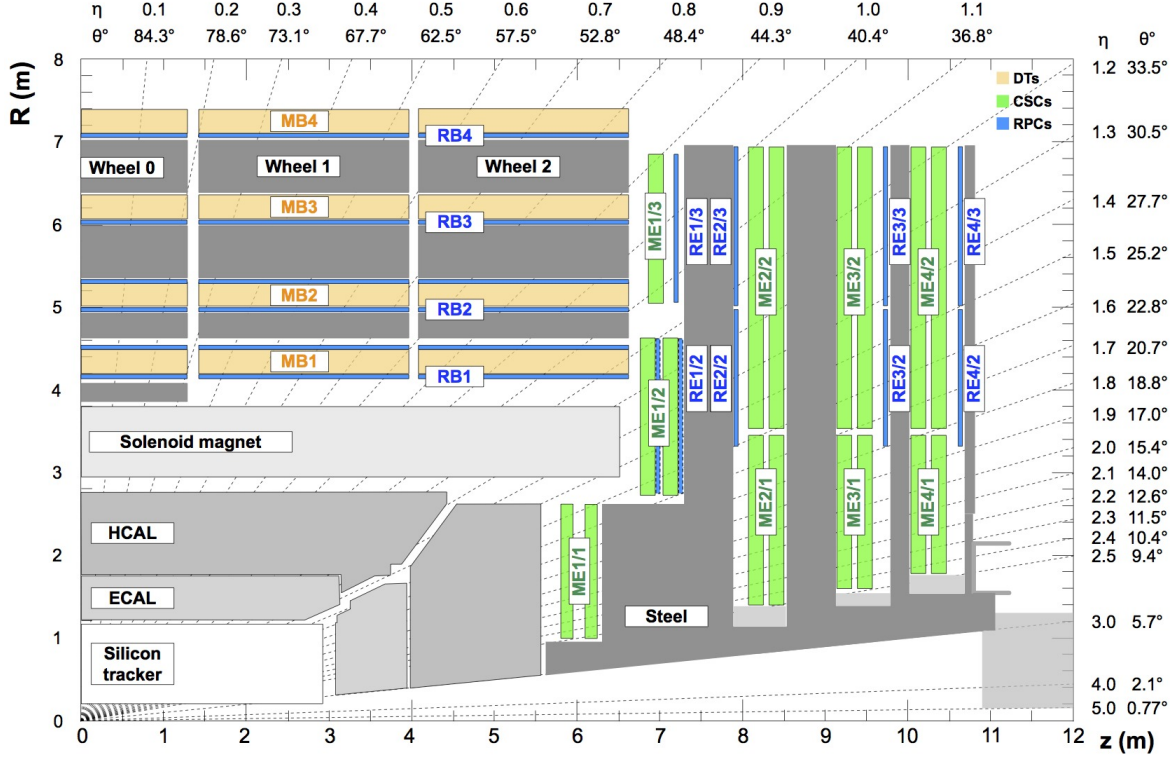 η 0.1 0.2 0.3 0.4 0.5 0.6 0.7 0.8 0.9 1.0 1.1
θ° 84.3° 78.6° 73.1° 67.7° 62.5° 57.5° 52.8° 48.4° 44.3° 40.4° 36.8° η θ°
R (m)
8
7
6
5
4
3
2
1
0
1.2 33.5°
1.3 30.5°
1.4 27.7°
1.5 25.2°
1.6 22.8°
1.7 20.7°
1.8 18.8°
1.9 17.0°
2.0 15.4°
2.1 14.0°
2.2 12.6°
2.3 11.5°
2.4 10.4°
2.5 9.4°
3.0 5.7°
4.0 2.1°
5.0 0.77°
DTs
CSCs
RPCs
MB4
RB4
Wheel 0 Wheel 1 Wheel 2
MB3
RB3
MB2
RB2
MB1
RB1
Solenoid magnet
HCAL
ECAL
Silicon
tracker
Steel
ME1/3
RE1/3
RE2/3
ME1/2
RE1/2
RE2/2
ME1/1
ME2/2
ME2/1
ME3/2
ME3/1
RE3/3
RE3/2
ME4/2
ME4/1
RE4/3
RE4/2
0 1 2 3 4 5 6 7 8 9 10 11 12
z (m)